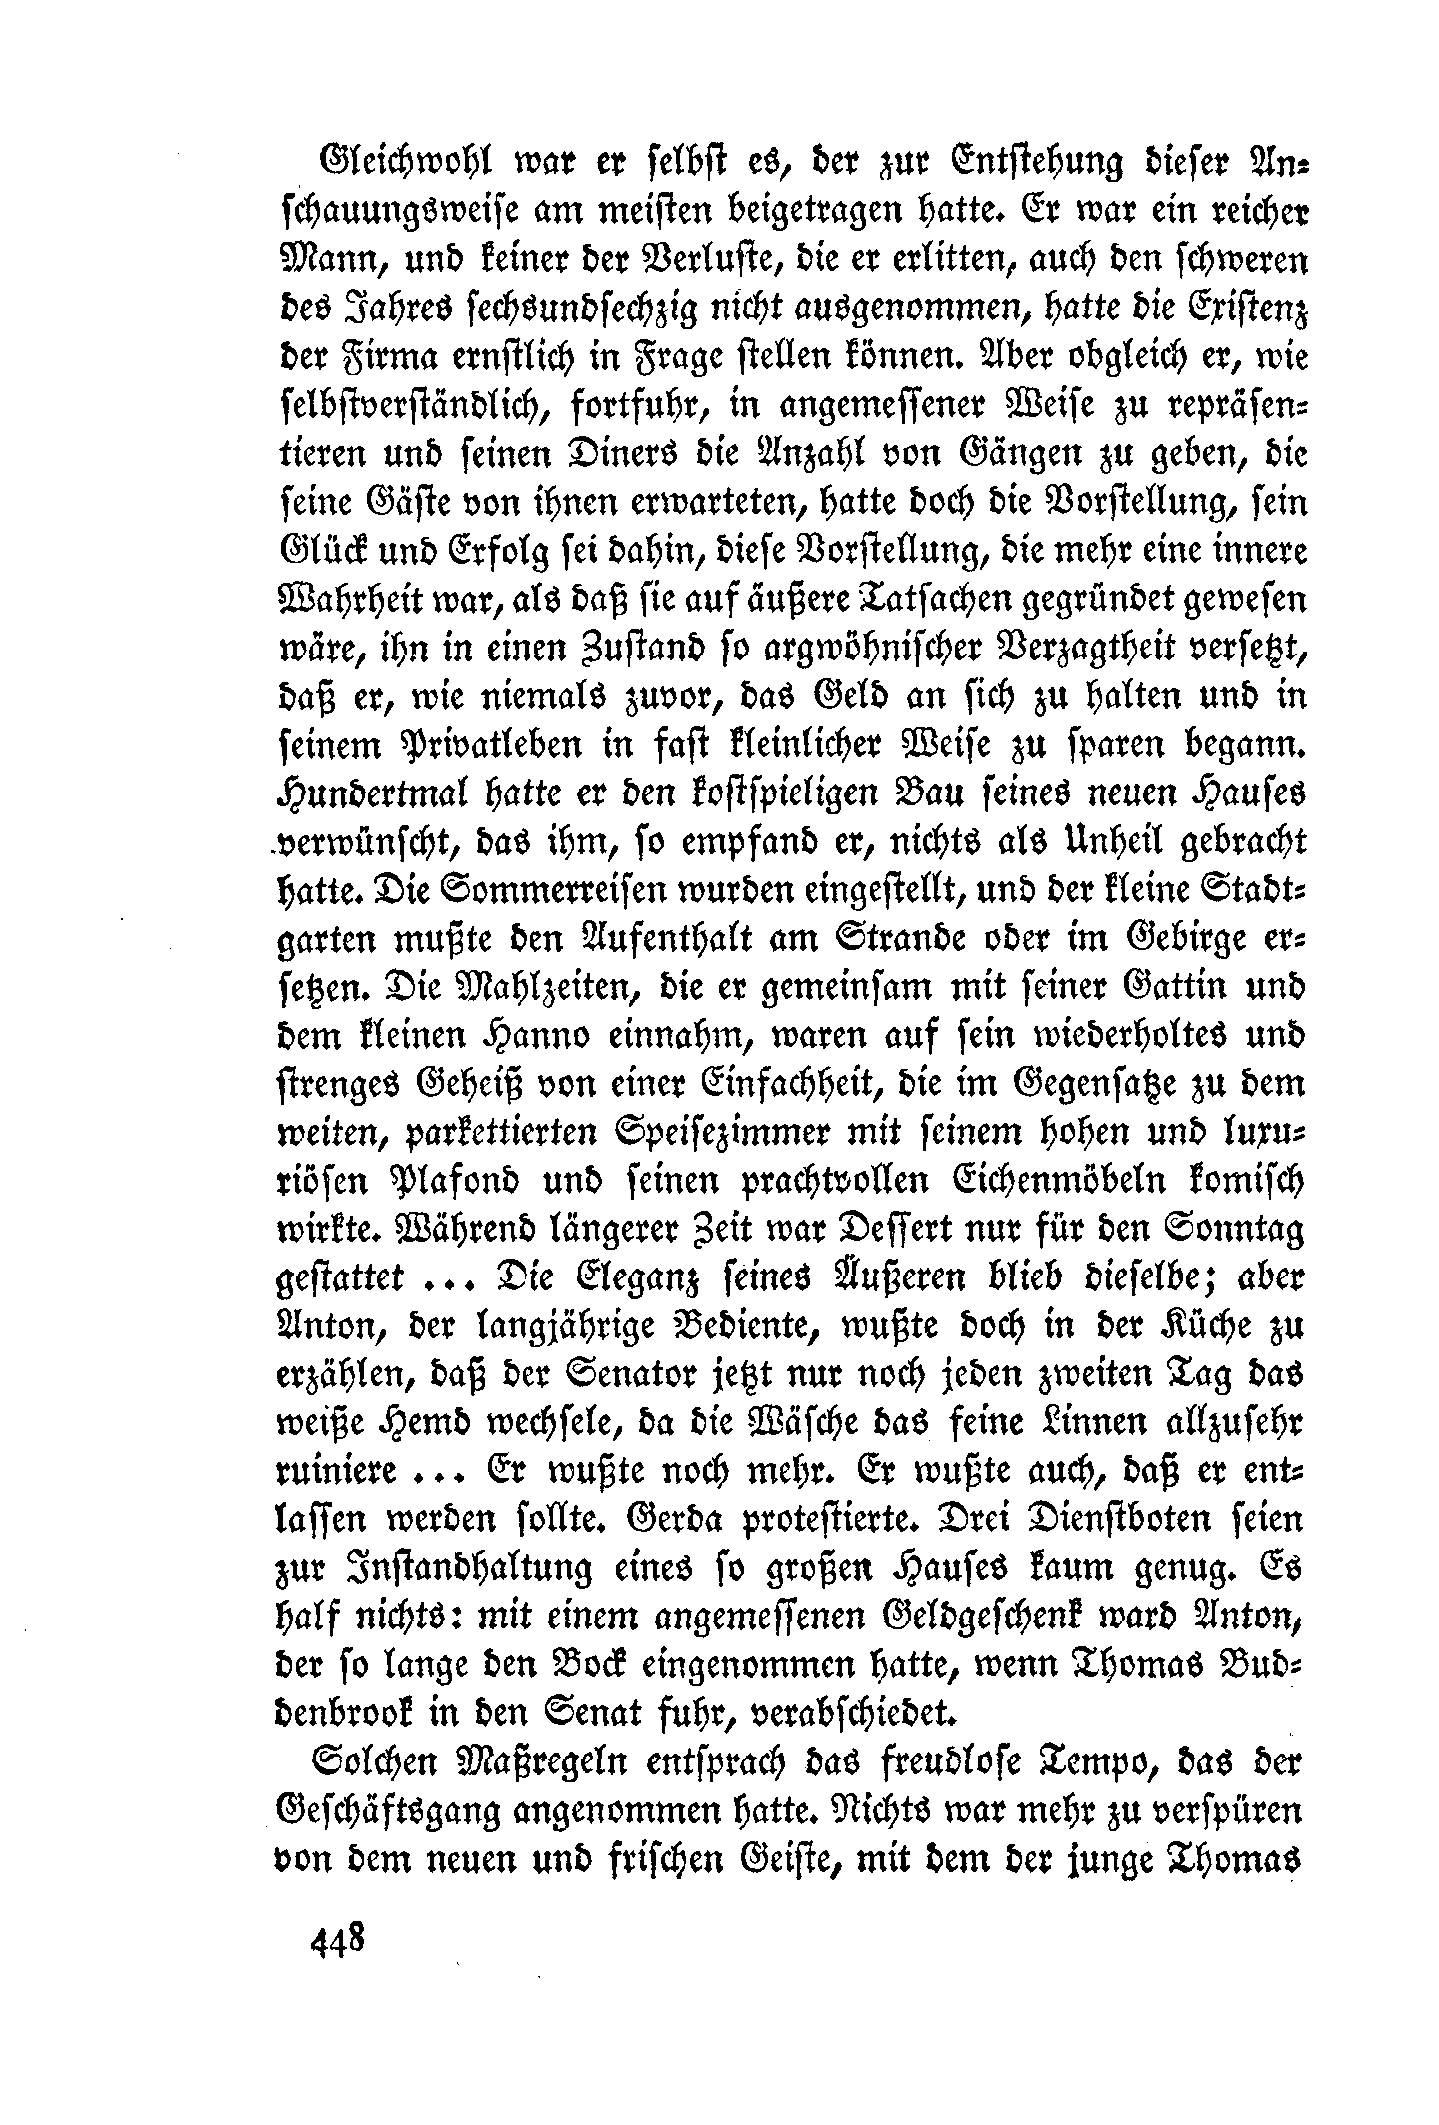 Gleichwohl war er selbst es, der zur Entstehung dieser An-
schauungsweise am meisten beigetragen hatte. Er war ein reicher
Mann, und keiner der Verluste, die er erlitten, auch den schweren
des Jahres sechsundsechzig nicht ausgenommen, hatte die Existenz
der Firma ernstlich in Frage stellen können. Aber obgleich er, wie
selbstverständlich, fortfuhr, in angemessener Weise zu repräsen-
tieren und seinen Diners die Anzahl von Gängen zu geben, die
seine Gäste von ihnen erwarteten, hatte doch die Vorstellung, sein
Glück und Erfolg sei dahin, diese Vorstellung, die mehr eine innere
Wahrheit war, als daß sie auf äußere Tatsachen gegründet gewesen
wäre, ihn in einen Zustand so argwöhnischer Verzagtheit versetzt,
daß er, wie niemals zuvor, das Geld an sich zu halten und in
seinem Privatleben in fast kleinlicher Weise zu sparen begann.
Hundertmal hatte er den kostspieligen Bau seines neuen Hauses
verwünscht, das ihm, so empfand er, nichts als Unheil gebracht
hatte. Die Sommerreisen wurden eingestellt, und der kleine Stadt-
garten mußte den Aufenthalt am Strande oder im Gebirge er-
setzen. Die Mahlzeiten, die er gemeinsam mit seiner Gattin und
dem kleinen Hanno einnahm, waren auf sein wiederholtes und
strenges Geheiß von einer Einfachheit, die im Gegensatze zu dem
weiten, parkettierten Speisezimmer mit seinem hohen und luxu-
riösen Plafond und seinen prachtvollen Eichenmöbeln komisch
wirkte. Während längerer Zeit war Dessert nur für den Sonntag
gestattet ... Die Eleganz seines Äußeren blieb dieselbe; aber
Anton, der langjährige Bediente, wußte doch in der Küche zu
erzählen, daß der Senator jetzt nur noch jeden zweiten Tag das
weiße Hemd wechsele, da die Wäsche das feine Linnen allzusehr
ruiniere ... Er wußte noch mehr. Er wußte auch, daß er ent-
lassen werden sollte. Gerda protestierte. Drei Dienstboten seien
zur Instandhaltung eines so großen Hauses kaum genug. Es
half nichts: mit einem angemessenen Geldgeschenk ward Anton,
der so lange den Bock eingenommen hatte, wenn Thomas Bud-
denbrook in den Senat fuhr, verabschiedet.
Solchen Maßregeln entsprach das freudlose Tempo, das der
Geschäftsgang angenommen hatte. Nichts war mehr zu verspüren
von dem neuen und frischen Geiste, mit dem der junge Thomas
448